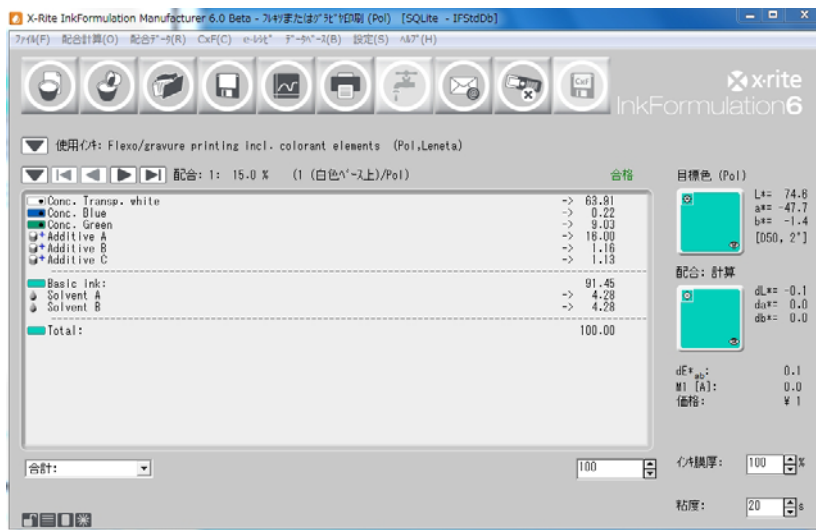 X-Rite InkFormulation Manufacturer 6.0 Beta - フレキソまたはグラビヤ印刷 (Pol) [SQLite - IFStdDb]
ファイル(F) 配合計算(O) 配合データ(R) CxF(C) e-レシピ データベース(B) 設定(S) ヘルプ(H)
CxF
x·rite
InkFormulation6
使用インキ: Flexo/gravure printing incl. colorant elements (Pol,Leneta)
配合: 1: 15.0 % (1 (白色ベース上)/Pol) 合格
Conc. Transp. white -> 63.91
Conc. Blue -> 0.22
Conc. Green -> 9.03
Additive A -> 16.00
Additive B -> 1.16
Additive C -> 1.13
Basic ink: 91.45
Solvent A -> 4.28
Solvent B -> 4.28
Total: 100.00
合計: 100
目標色 (Pol)
L*= 74.6
a*= -47.7
b*= -1.4
[D50, 2°]
配合: 計算
dL*= -0.1
da*= 0.0
db*= 0.0
dE*ab: 0.1
M1 [A]: 0.0
価格: ¥ 1
インキ膜厚: 100 %
粘度: 20 s